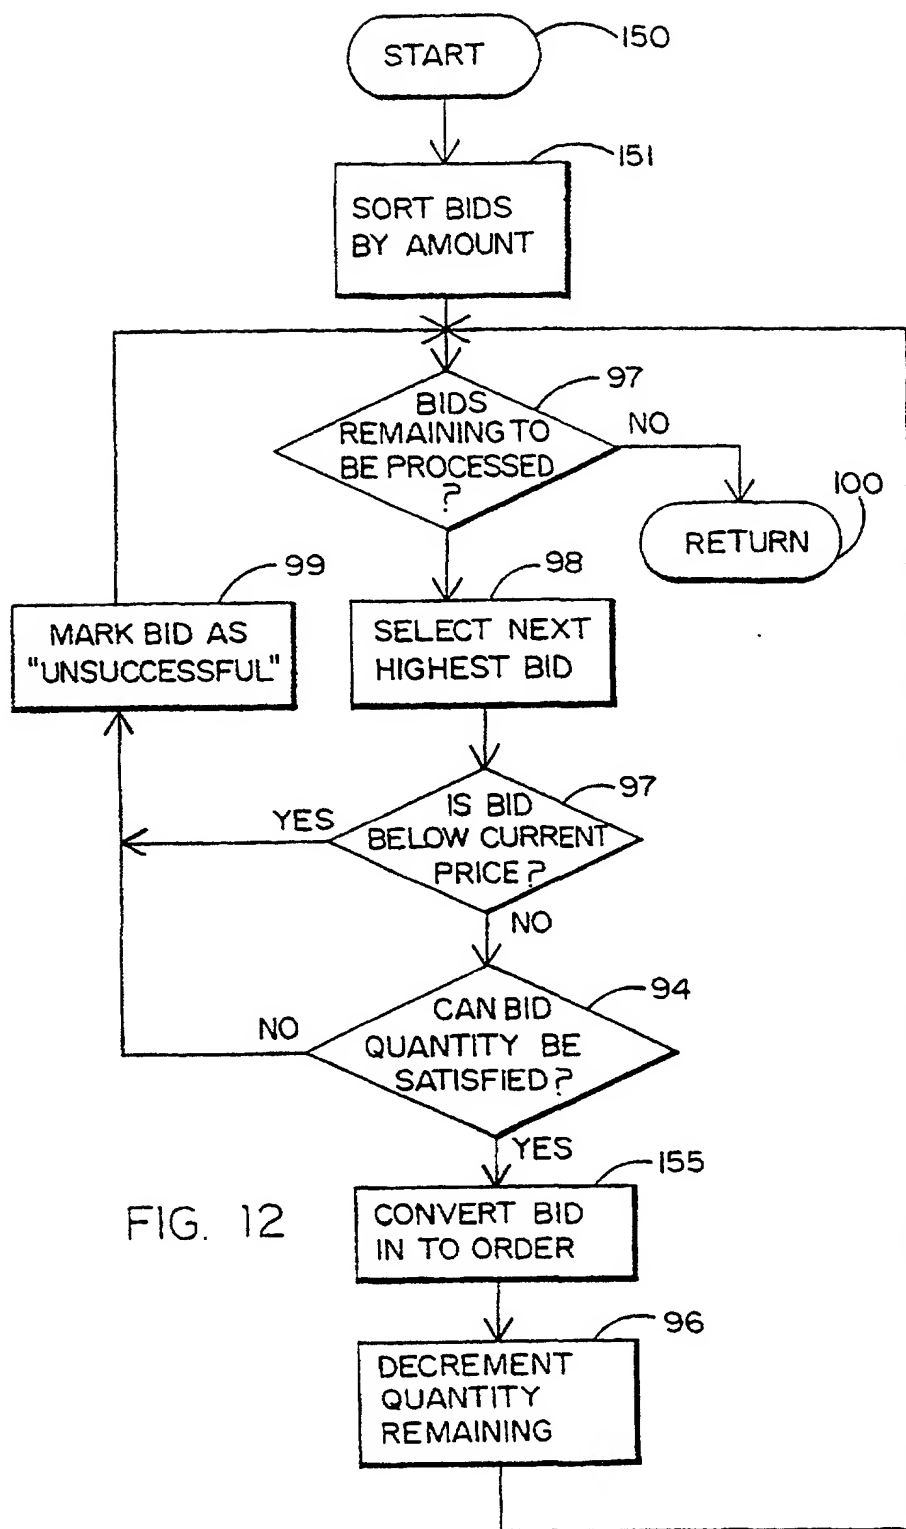 START
150
151
SORT BIDS
BY AMOUNT
97
BIDS
REMAINING TO
BE PROCESSED
?
NO
100
RETURN
99
MARK BID AS
"UNSUCCESSFUL"
98
SELECT NEXT
HIGHEST BID
97
IS BID
BELOW CURRENT
PRICE?
YES
NO
94
CAN BID
QUANTITY BE
SATISFIED?
NO
YES
155
CONVERT BID
IN TO ORDER
FIG. 12
96
DECREMENT
QUANTITY
REMAINING